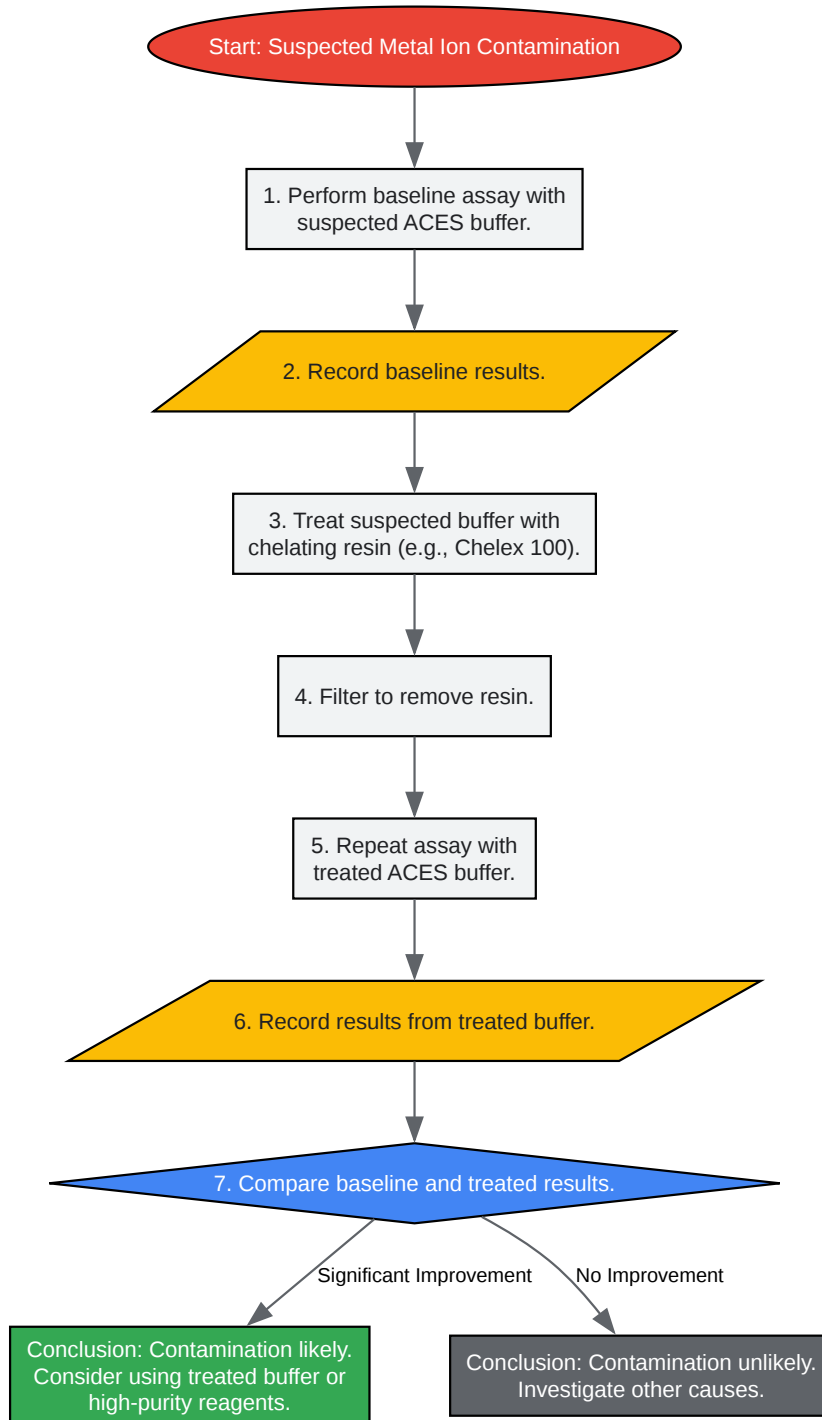 Start: Suspected Metal Ion Contamination
1. Perform baseline assay with
suspected ACES buffer.
2. Record baseline results.
3. Treat suspected buffer with
chelating resin (e.g., Chelex 100).
4. Filter to remove resin.
5. Repeat assay with
treated ACES buffer.
6. Record results from treated buffer.
7. Compare baseline and treated results.
Significant Improvement
No Improvement
Conclusion: Contamination likely.
Consider using treated buffer or
high-purity reagents.
Conclusion: Contamination unlikely.
Investigate other causes.